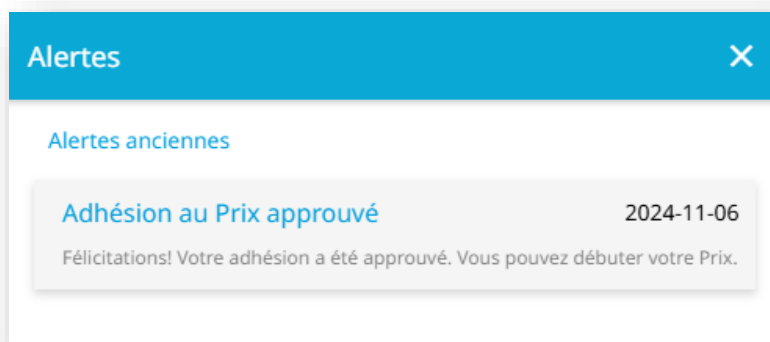 Alertes
Alertes anciennes
Adhésion au Prix approuvé 2024-11-06
Félicitations! Votre adhésion a été approuvé. Vous pouvez débuter votre Prix.